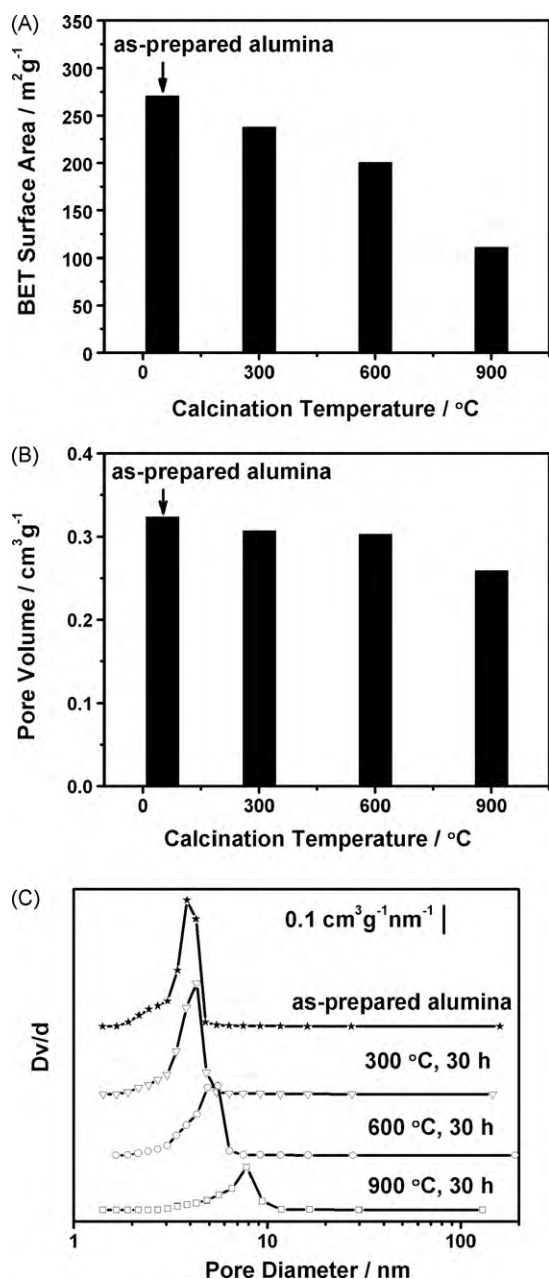 (A)
350
as-prepared alumina
300
250
200
150
100
50
0
BET Surface Area / m²g⁻¹
0 300 600 900
Calcination Temperature / °C
(B)
0.4
as-prepared alumina
0.3
0.2
0.1
0.0
Pore Volume / cm³g⁻¹
0 300 600 900
Calcination Temperature / °C
(C)
0.1 cm³g⁻¹nm⁻¹
as-prepared alumina
300 °C, 30 h
600 °C, 30 h
900 °C, 30 h
Dv/d
1 10 100
Pore Diameter / nm